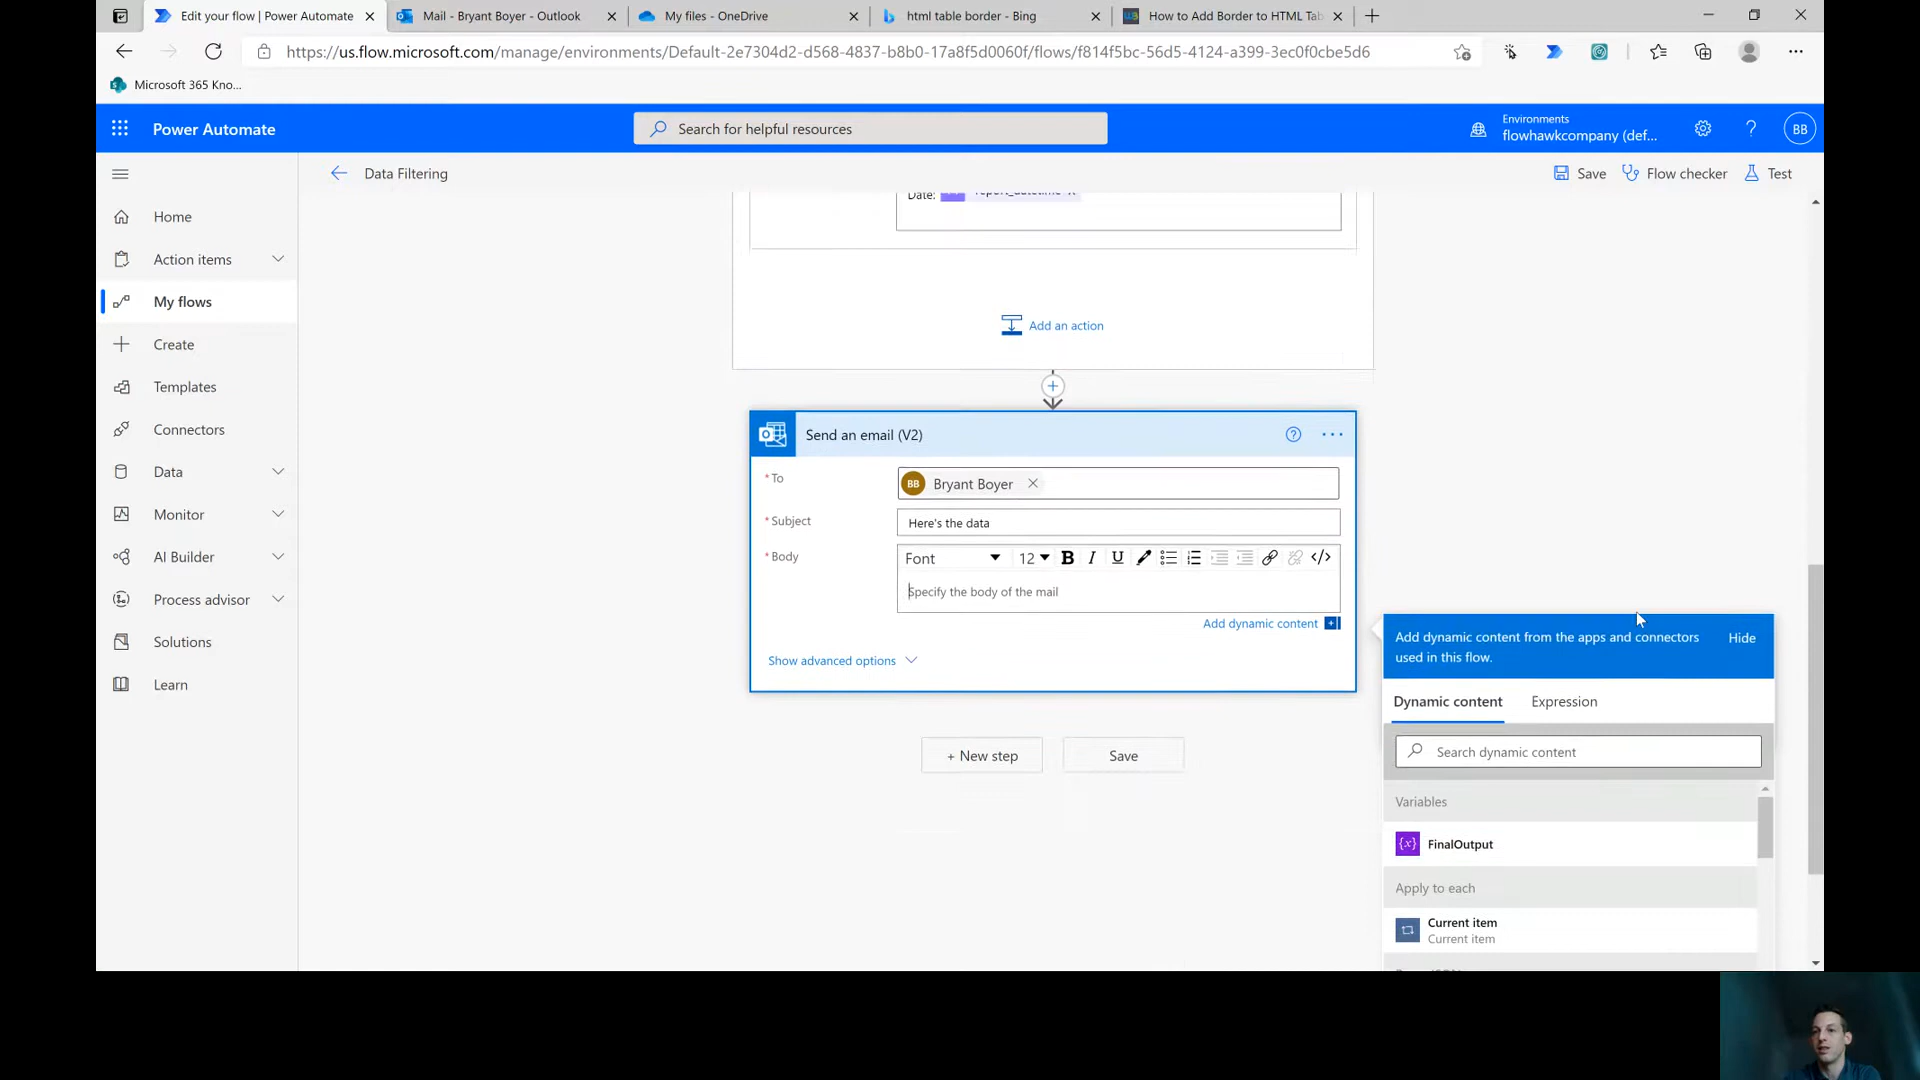 Edit your flow | Power Automate
Mail - Bryant Boyer - Outlook
My files - OneDrive
html table border - Bing
How to Add Border to HTML Tab
https://us.flow.microsoft.com/manage/environments/Default-2e7304d2-d568-4837-b8b0-17a8f5d0060f/flows/f814f5bc-56d5-4124-a399-3ec0f0cbe5d6
Microsoft 365 Kno...
Power Automate
Search for helpful resources
Environments
flowhawkcompany (def...
?
BB
Data Filtering
Save
Flow checker
Test
Home
Action items
My flows
Create
Templates
Connectors
Data
Monitor
AI Builder
Process advisor
Solutions
Learn
Date:
report_datetime x
Add an action
Send an email (V2)
* To
BB
Bryant Boyer
* Subject
Here's the data
* Body
Font
12
B
I
U
</>
Specify the body of the mail
Add dynamic content
Show advanced options
+ New step
Save
Add dynamic content from the apps and connectors
used in this flow.
Hide
Dynamic content
Expression
Search dynamic content
Variables
{x}
FinalOutput
Apply to each
Current item
Current item